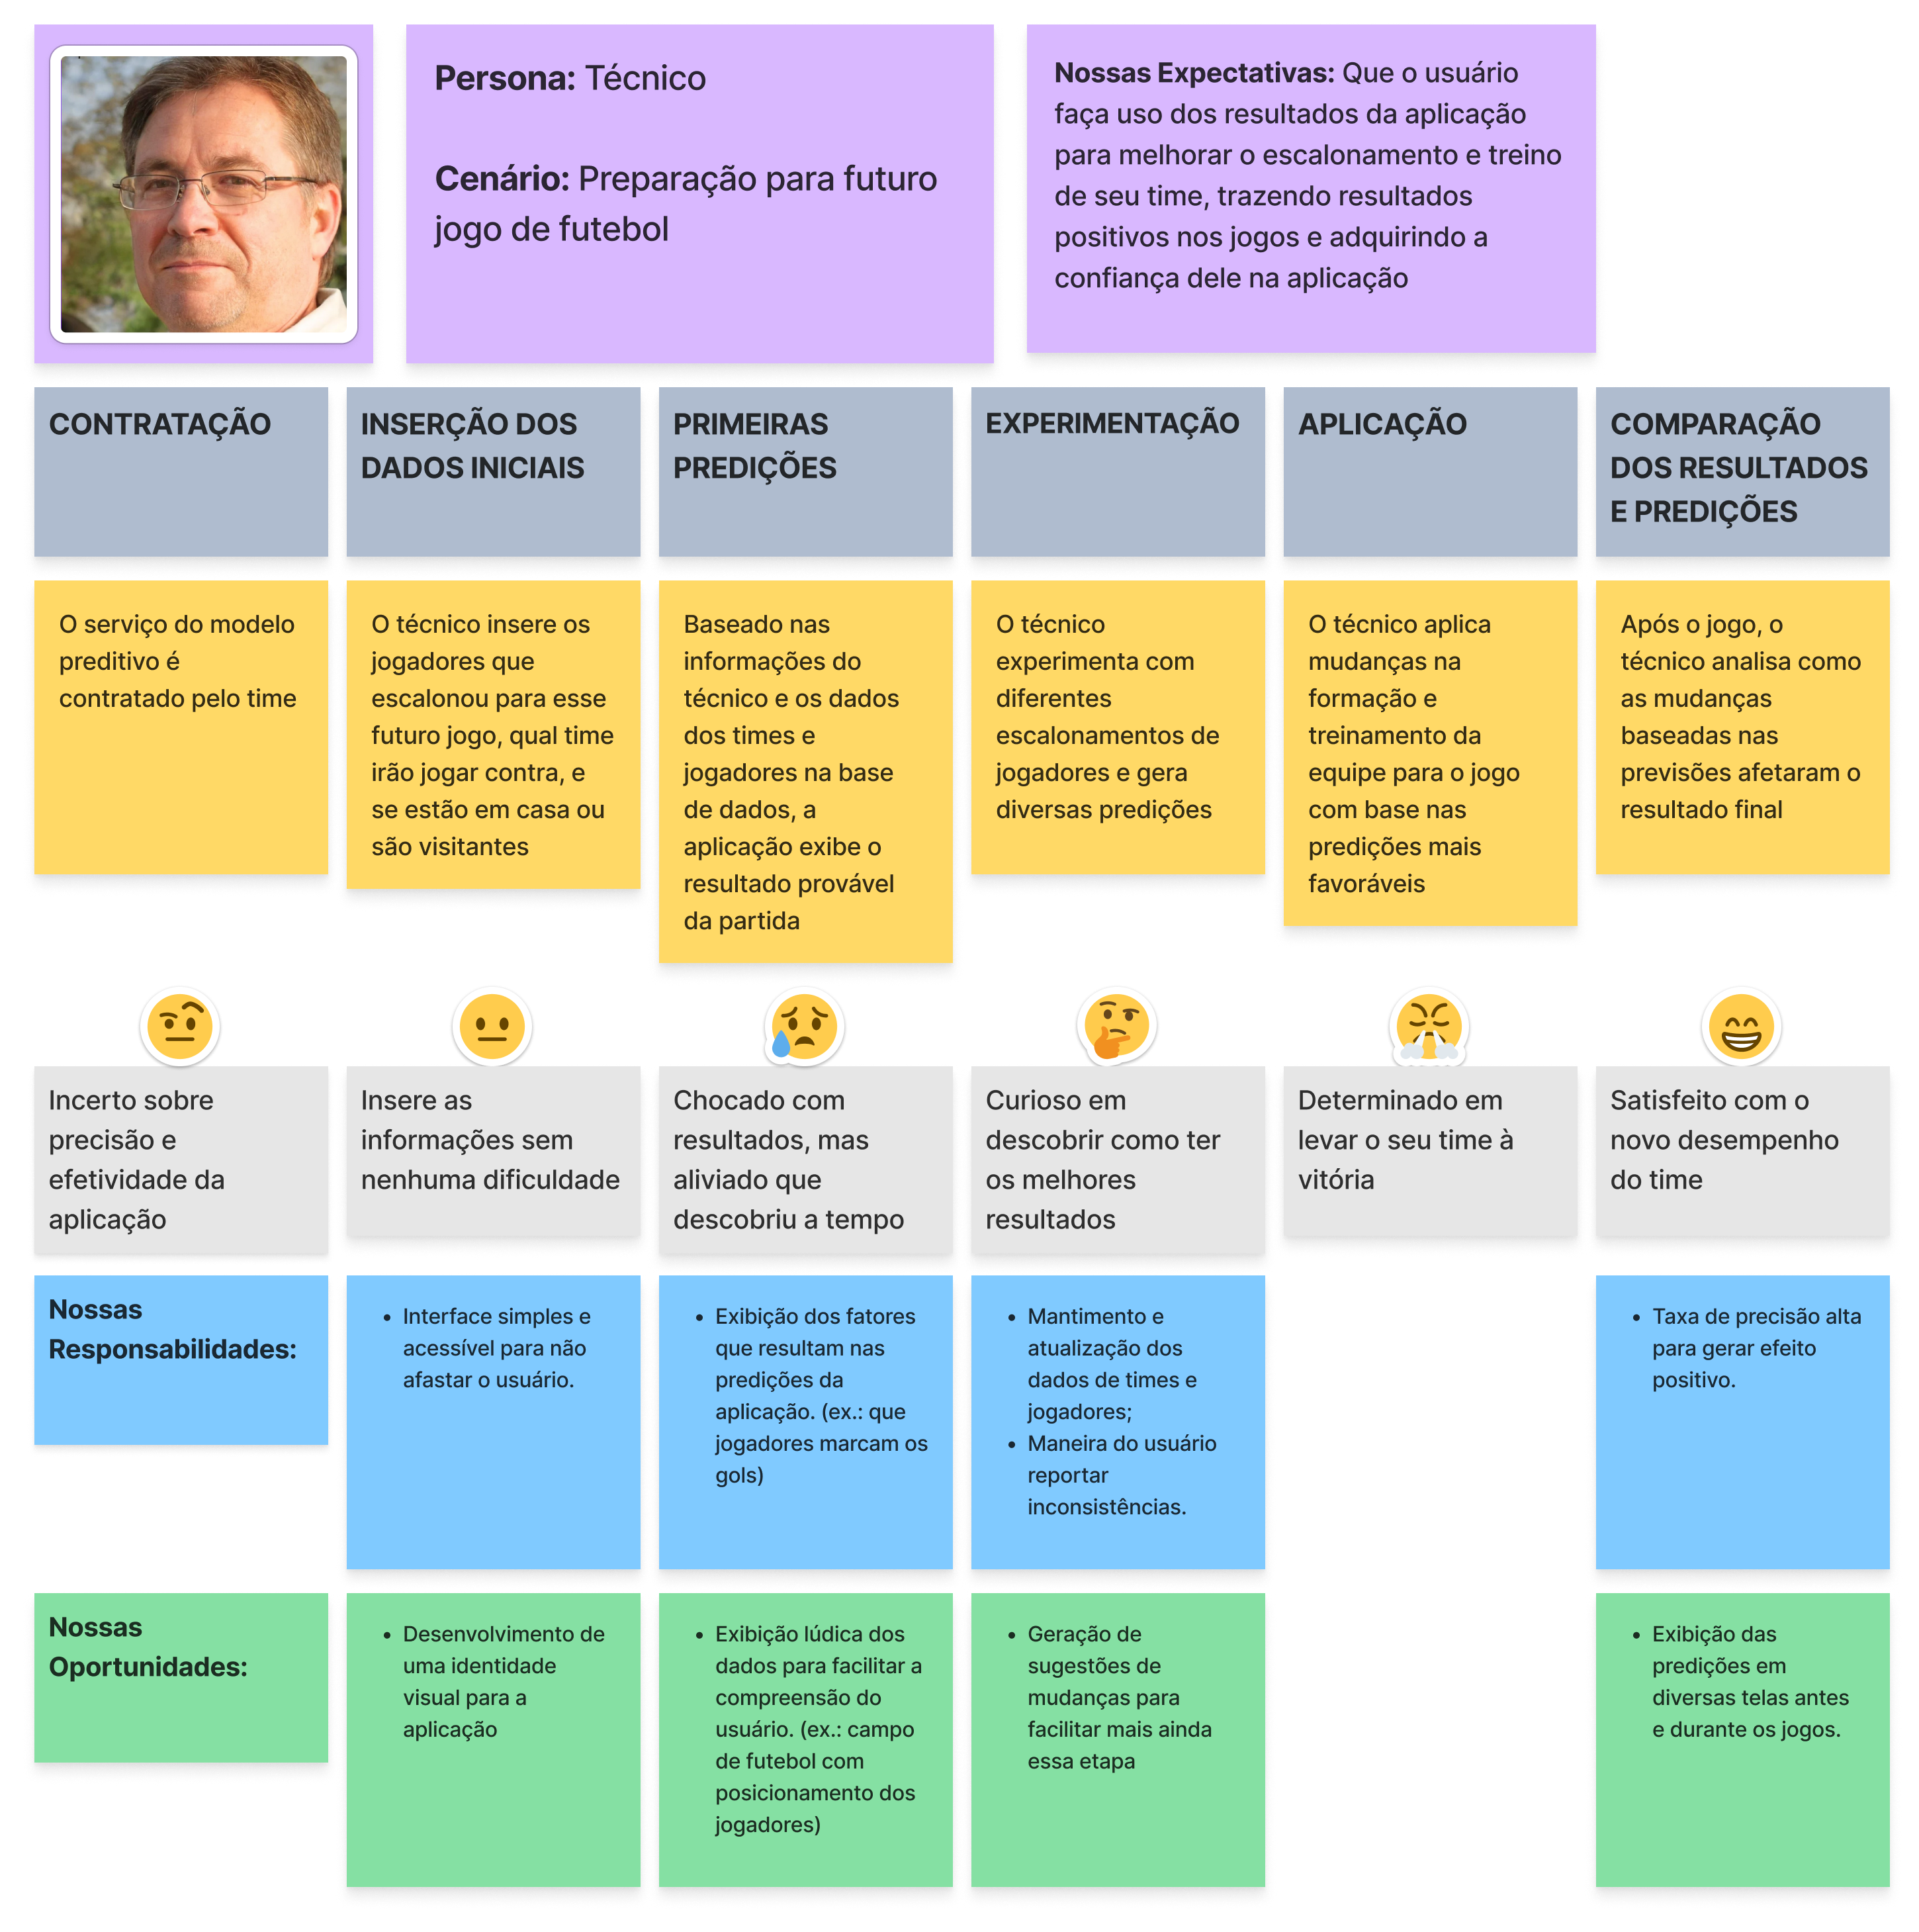 Persona: Técnico
Cenário: Preparação para futuro
jogo de futebol
Nossas Expectativas: Que o usuário
faça uso dos resultados da aplicação
para melhorar o escalonamento e treino
de seu time, trazendo resultados
positivos nos jogos e adquirindo a
confiança dele na aplicação
CONTRATAÇÃO
INSERÇÃO DOS
DADOS INICIAIS
PRIMEIRAS
PREDIÇÕES
EXPERIMENTAÇÃO
APLICAÇÃO
COMPARAÇÃO
DOS RESULTADOS
E PREDIÇÕES
O serviço do modelo
preditivo é
contratado pelo time
O técnico insere os
jogadores que
escalonou para esse
futuro jogo, qual time
irão jogar contra, e
se estão em casa ou
são visitantes
Baseado nas
informações do
técnico e os dados
dos times e
jogadores na base
de dados, a
aplicação exibe o
resultado provável
da partida
O técnico
experimenta com
diferentes
escalonamentos de
jogadores e gera
diversas predições
O técnico aplica
mudanças na
formação e
treinamento da
equipe para o jogo
com base nas
predições mais
favoráveis
Após o jogo, o
técnico analisa como
as mudanças
baseadas nas
previsões afetaram o
resultado final
Incerto sobre
precisão e
efetividade da
aplicação
Insere as
informações sem
nenhuma dificuldade
Chocado com
resultados, mas
aliviado que
descobriu a tempo
Curioso em
descobrir como ter
os melhores
resultados
Determinado em
levar o seu time à
vitória
Satisfeito com o
novo desempenho
do time
Nossas
Responsabilidades:
• Interface simples e
acessível para não
afastar o usuário.
• Exibição dos fatores
que resultam nas
predições da
aplicação. (ex.: que
jogadores marcam os
gols)
• Mantimento e
atualização dos
dados de times e
jogadores;
• Maneira do usuário
reportar
inconsistências.
• Taxa de precisão alta
para gerar efeito
positivo.
Nossas
Oportunidades:
• Desenvolvimento de
uma identidade
visual para a
aplicação
• Exibição lúdica dos
dados para facilitar a
compreensão do
usuário. (ex.: campo
de futebol com
posicionamento dos
jogadores)
• Geração de
sugestões de
mudanças para
facilitar mais ainda
essa etapa
• Exibição das
predições em
diversas telas antes
e durante os jogos.